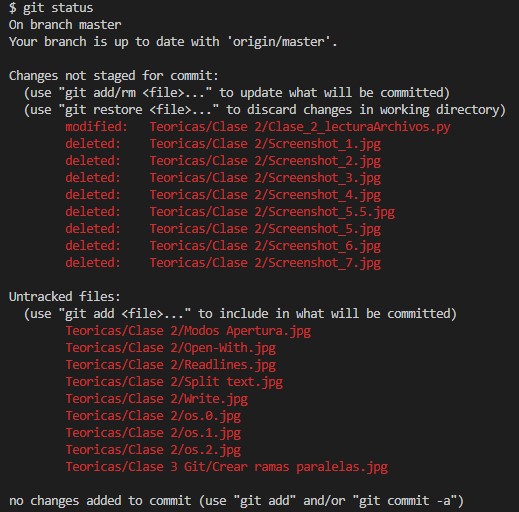 $ git status
On branch master
Your branch is up to date with 'origin/master'.
Changes not staged for commit:
(use "git add/rm <file>..." to update what will be committed)
(use "git restore <file>..." to discard changes in working directory)
modified: Teoricas/Clase 2/Clase_2_lecturaArchivos.py
deleted: Teoricas/Clase 2/Screenshot_1.jpg
deleted: Teoricas/Clase 2/Screenshot_2.jpg
deleted: Teoricas/Clase 2/Screenshot_3.jpg
deleted: Teoricas/Clase 2/Screenshot_4.jpg
deleted: Teoricas/Clase 2/Screenshot_5.5.jpg
deleted: Teoricas/Clase 2/Screenshot_5.jpg
deleted: Teoricas/Clase 2/Screenshot_6.jpg
deleted: Teoricas/Clase 2/Screenshot_7.jpg
Untracked files:
(use "git add <file>..." to include in what will be committed)
Teoricas/Clase 2/Modos Apertura.jpg
Teoricas/Clase 2/Open-With.jpg
Teoricas/Clase 2/Readlines.jpg
Teoricas/Clase 2/Split text.jpg
Teoricas/Clase 2/Write.jpg
Teoricas/Clase 2/os.0.jpg
Teoricas/Clase 2/os.1.jpg
Teoricas/Clase 2/os.2.jpg
Teoricas/Clase 3 Git/Crear ramas paralelas.jpg
no changes added to commit (use "git add" and/or "git commit -a")